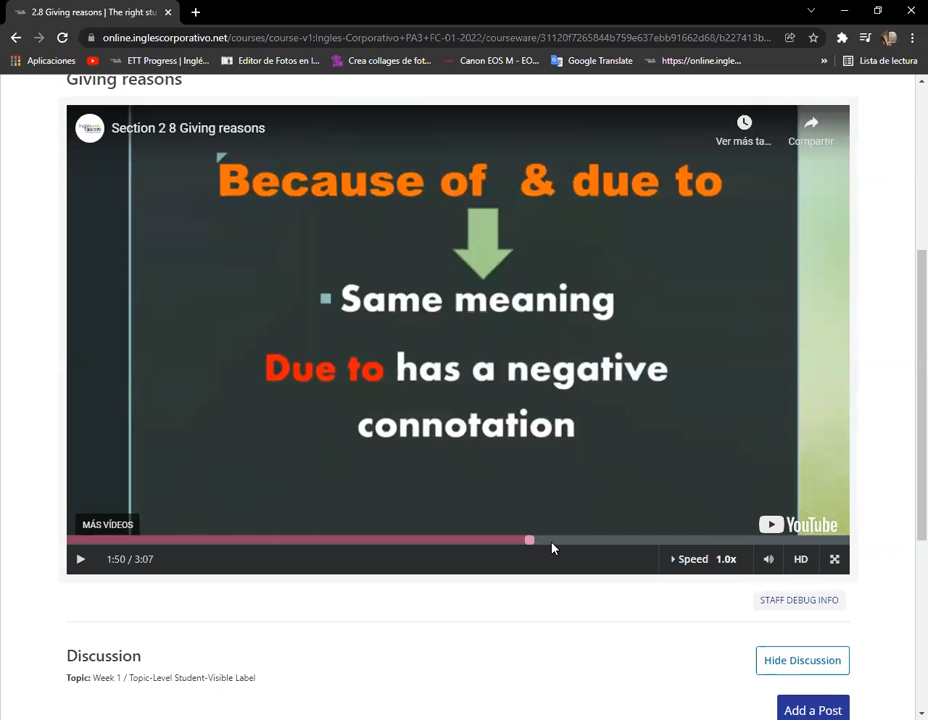 2.8 Giving reasons | The right stu
online.inglescorporativo.net/courses/course-v1:Ingles-Corporativo+PA3+FC-01-2022/courseware/31120f7265844b759e637ebb91662d68/b227413b...
Aplicaciones
ETT Progress | Inglé...
Editor de Fotos en l...
Crea collages de fot...
Canon EOS M - EO...
Google Translate
https://online.ingle...
»
Lista de lectura
Giving reasons
Section 2 8 Giving reasons
Ver más ta...
Compartir
Because of & due to
Same meaning
Due to has a negative
connotation
MÁS VÍDEOS
YouTube
1:50 / 3:07
Speed 1.0x
HD
STAFF DEBUG INFO
Discussion
Hide Discussion
Topic: Week 1 / Topic-Level Student-Visible Label
Add a Post